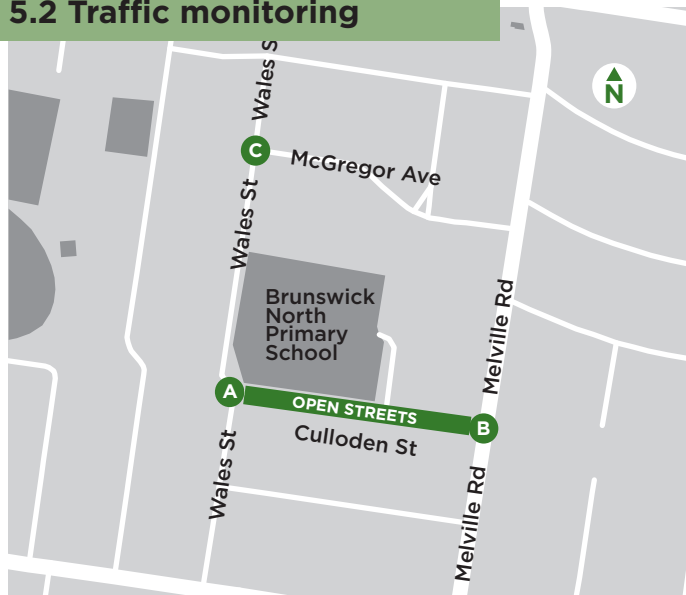 5.2 Traffic monitoring
Wales S
N
C
McGregor Ave
Wales St
Brunswick
North
Primary
School
Melville Rd
A
OPEN STREETS
B
Culloden St
Wales St
Melville Rd